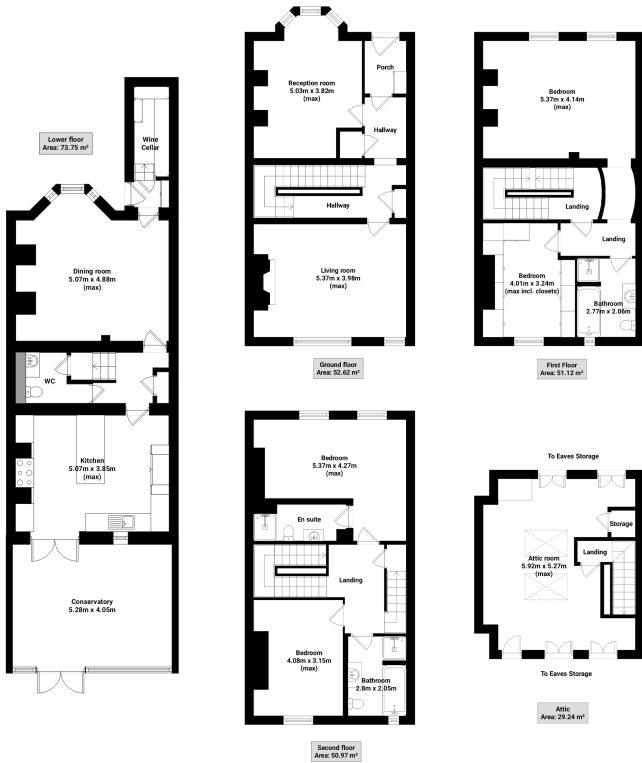 Lower floor
Area: 73.75 m²
Wine
Cellar
Dining room
5.07m x 4.88m
(max)
WC
Kitchen
5.07m x 3.85m
(max)
Conservatory
5.28m x 4.05m
Reception room
5.03m x 3.82m
(max)
Porch
Hallway
Hallway
Living room
5.37m x 3.98m
(max)
Ground floor
Area: 52.62 m²
Bedroom
5.37m x 4.14m
(max)
Landing
Landing
Bedroom
4.01m x 3.24m
(max incl. closets)
Bathroom
2.77m x 2.06m
First Floor
Area: 51.12 m²
Bedroom
5.37m x 4.27m
(max)
En suite
Landing
Bedroom
4.08m x 3.15m
(max)
Bathroom
2.8m x 2.05m
Second floor
Area: 50.97 m²
To Eaves Storage
Storage
Landing
Attic room
5.92m x 5.27m
(max)
To Eaves Storage
Attic
Area: 29.24 m²